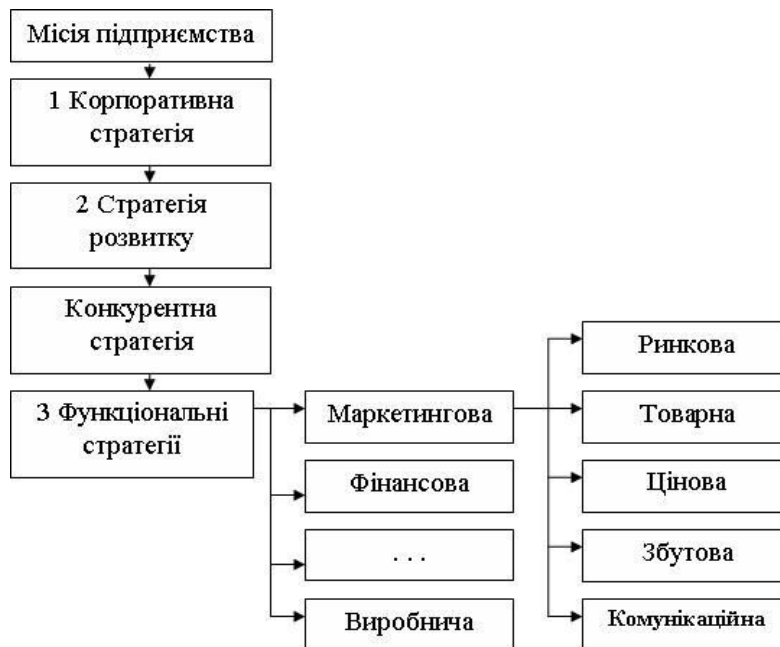 Місія підприємства
1 Корпоративна
стратегія
2 Стратегія
розвитку
Конкурентна
стратегія
3 Функціональні
стратегії
Маркетингова
Фінансова
. . .
Виробнича
Ринкова
Товарна
Цінова
Збутова
Комунікаційна